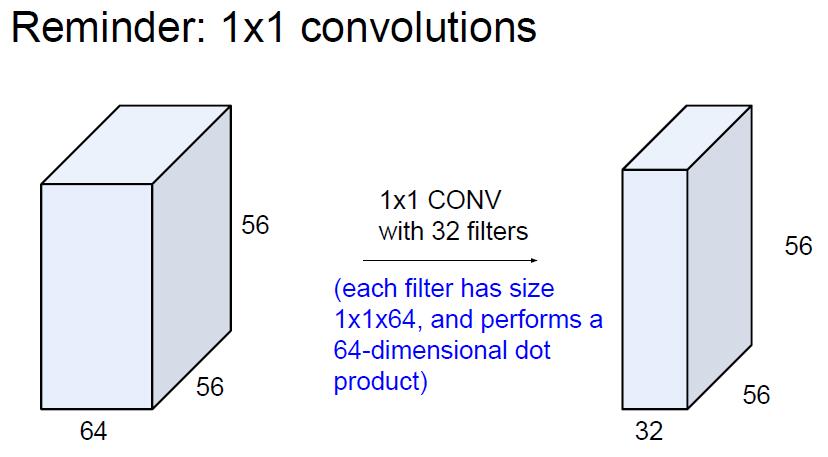 Reminder: 1x1 convolutions
56
56
64
1x1 CONV
with 32 filters
(each filter has size
1x1x64, and performs a
64-dimensional dot
product)
56
56
32